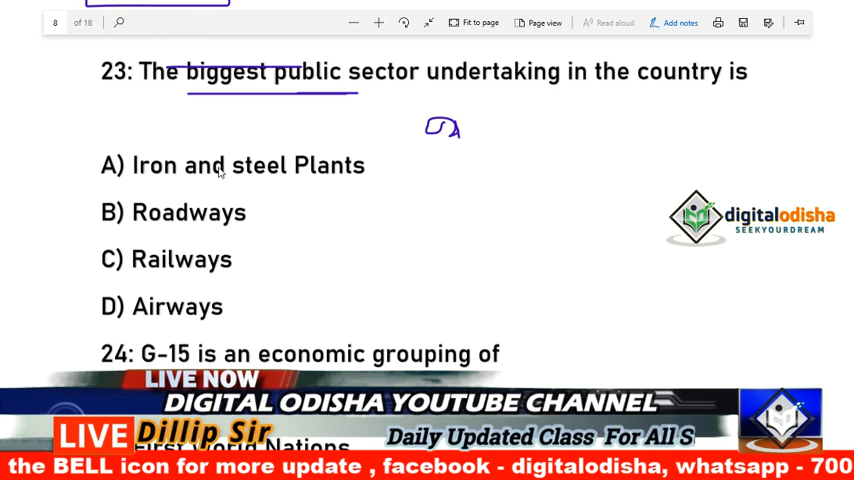 8 of 18
Fit to page
Page view
Read aloud
Add notes
23: The biggest public sector undertaking in the country is
A) Iron and steel Plants
B) Roadways
C) Railways
D) Airways
digitalodisha
SEEKYOURDREAM
24: G-15 is an economic grouping of
LIVE NOW
DIGITAL ODISHA YOUTUBE CHANNEL
First World Nations
LIVE
Dillip Sir
Daily Updated Class For All S
the BELL icon for more update , facebook - digitalodisha, whatsapp - 700